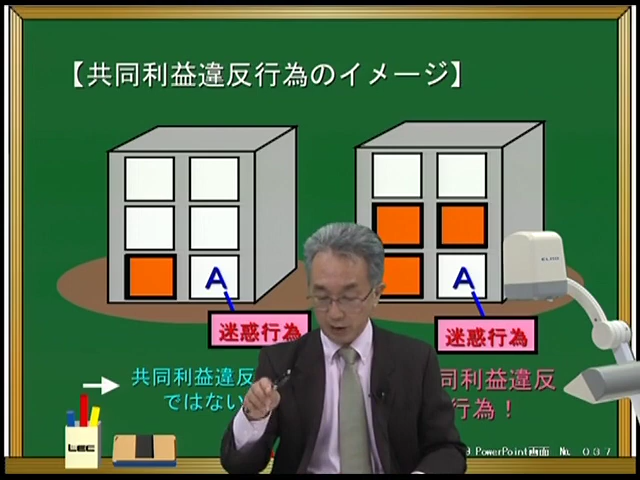 【共同利益違反行為のイメージ】
A
迷惑行為
A
迷惑行為
共同利益違反
ではない
同利益違反
行為！
LEC
ELMO
PowerPoint画面 No. 037